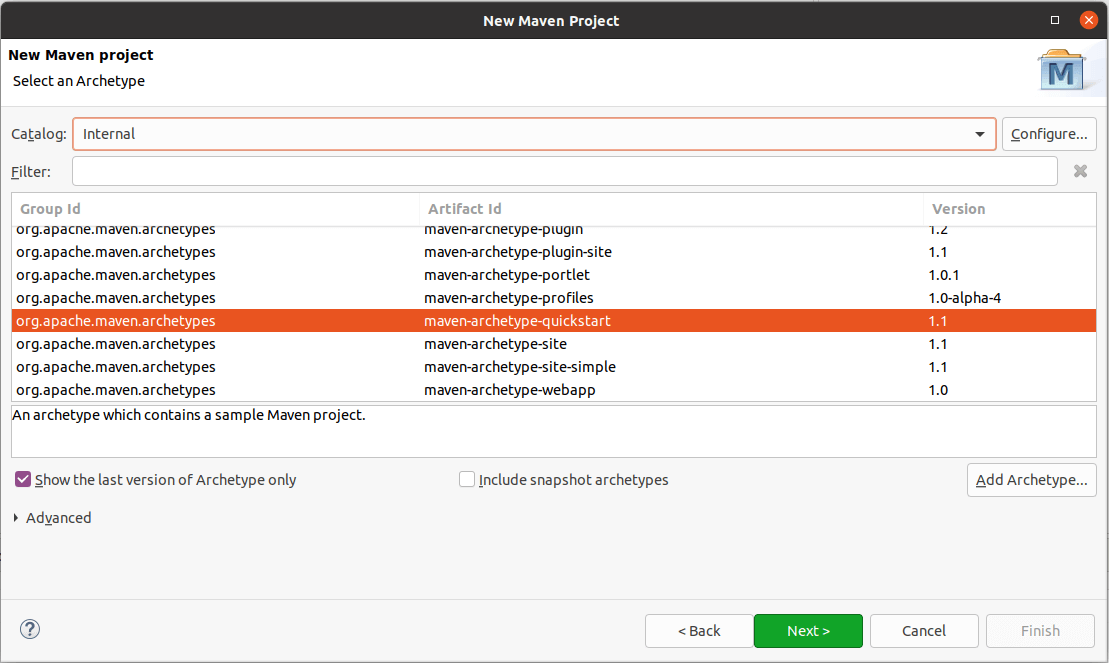 New Maven Project
New Maven project
Select an Archetype
M
Catalog: Internal Configure...
Filter:
Group Id Artifact Id Version
org.apache.maven.archetypes maven-archetype-plugin 1.2
org.apache.maven.archetypes maven-archetype-plugin-site 1.1
org.apache.maven.archetypes maven-archetype-portlet 1.0.1
org.apache.maven.archetypes maven-archetype-profiles 1.0-alpha-4
org.apache.maven.archetypes maven-archetype-quickstart 1.1
org.apache.maven.archetypes maven-archetype-site 1.1
org.apache.maven.archetypes maven-archetype-site-simple 1.1
org.apache.maven.archetypes maven-archetype-webapp 1.0
An archetype which contains a sample Maven project.
Show the last version of Archetype only Include snapshot archetypes Add Archetype...
Advanced
? < Back Next > Cancel Finish